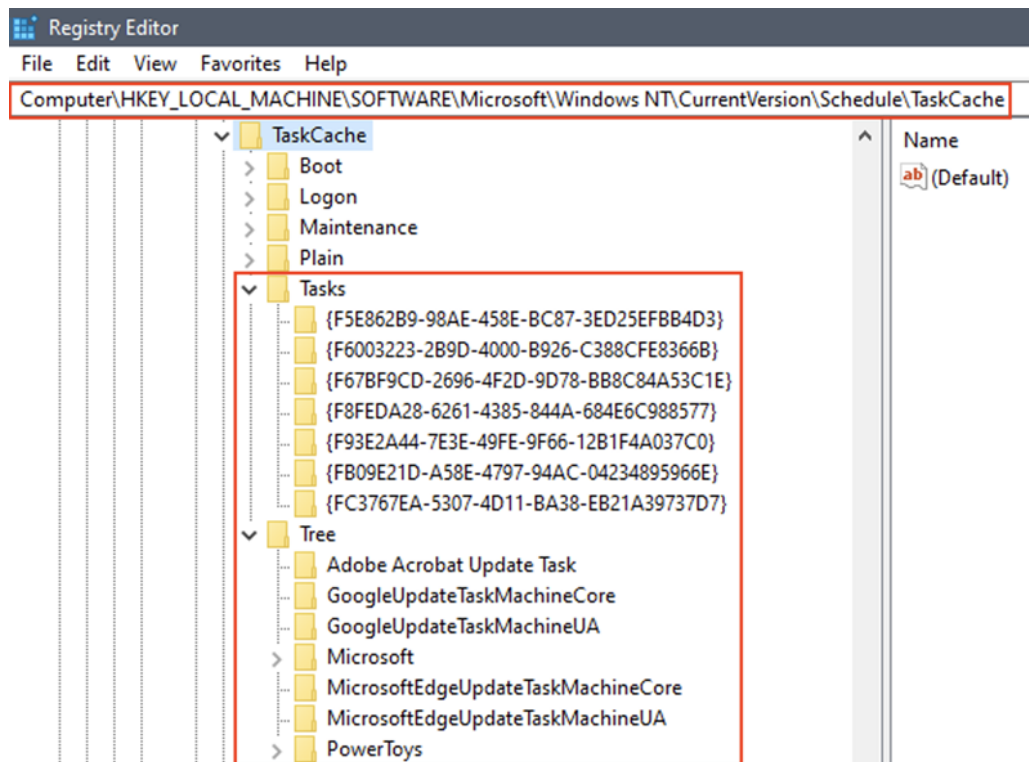 Registry Editor
File Edit View Favorites Help
Computer\HKEY_LOCAL_MACHINE\SOFTWARE\Microsoft\Windows NT\CurrentVersion\Schedule\TaskCache
TaskCache
Boot
Logon
Maintenance
Plain
Tasks
{F5E862B9-98AE-458E-BC87-3ED25EFBB4D3}
{F6003223-2B9D-4000-B926-C388CFE8366B}
{F67BF9CD-2696-4F2D-9D78-BB8C84A53C1E}
{F8FEDA28-6261-4385-844A-684E6C988577}
{F93E2A44-7E3E-49FE-9F66-12B1F4A037C0}
{FB09E21D-A58E-4797-94AC-04234895966E}
{FC3767EA-5307-4D11-BA38-EB21A39737D7}
Tree
Adobe Acrobat Update Task
GoogleUpdateTaskMachineCore
GoogleUpdateTaskMachineUA
Microsoft
MicrosoftEdgeUpdateTaskMachineCore
MicrosoftEdgeUpdateTaskMachineUA
PowerToys
Name
ab (Default)